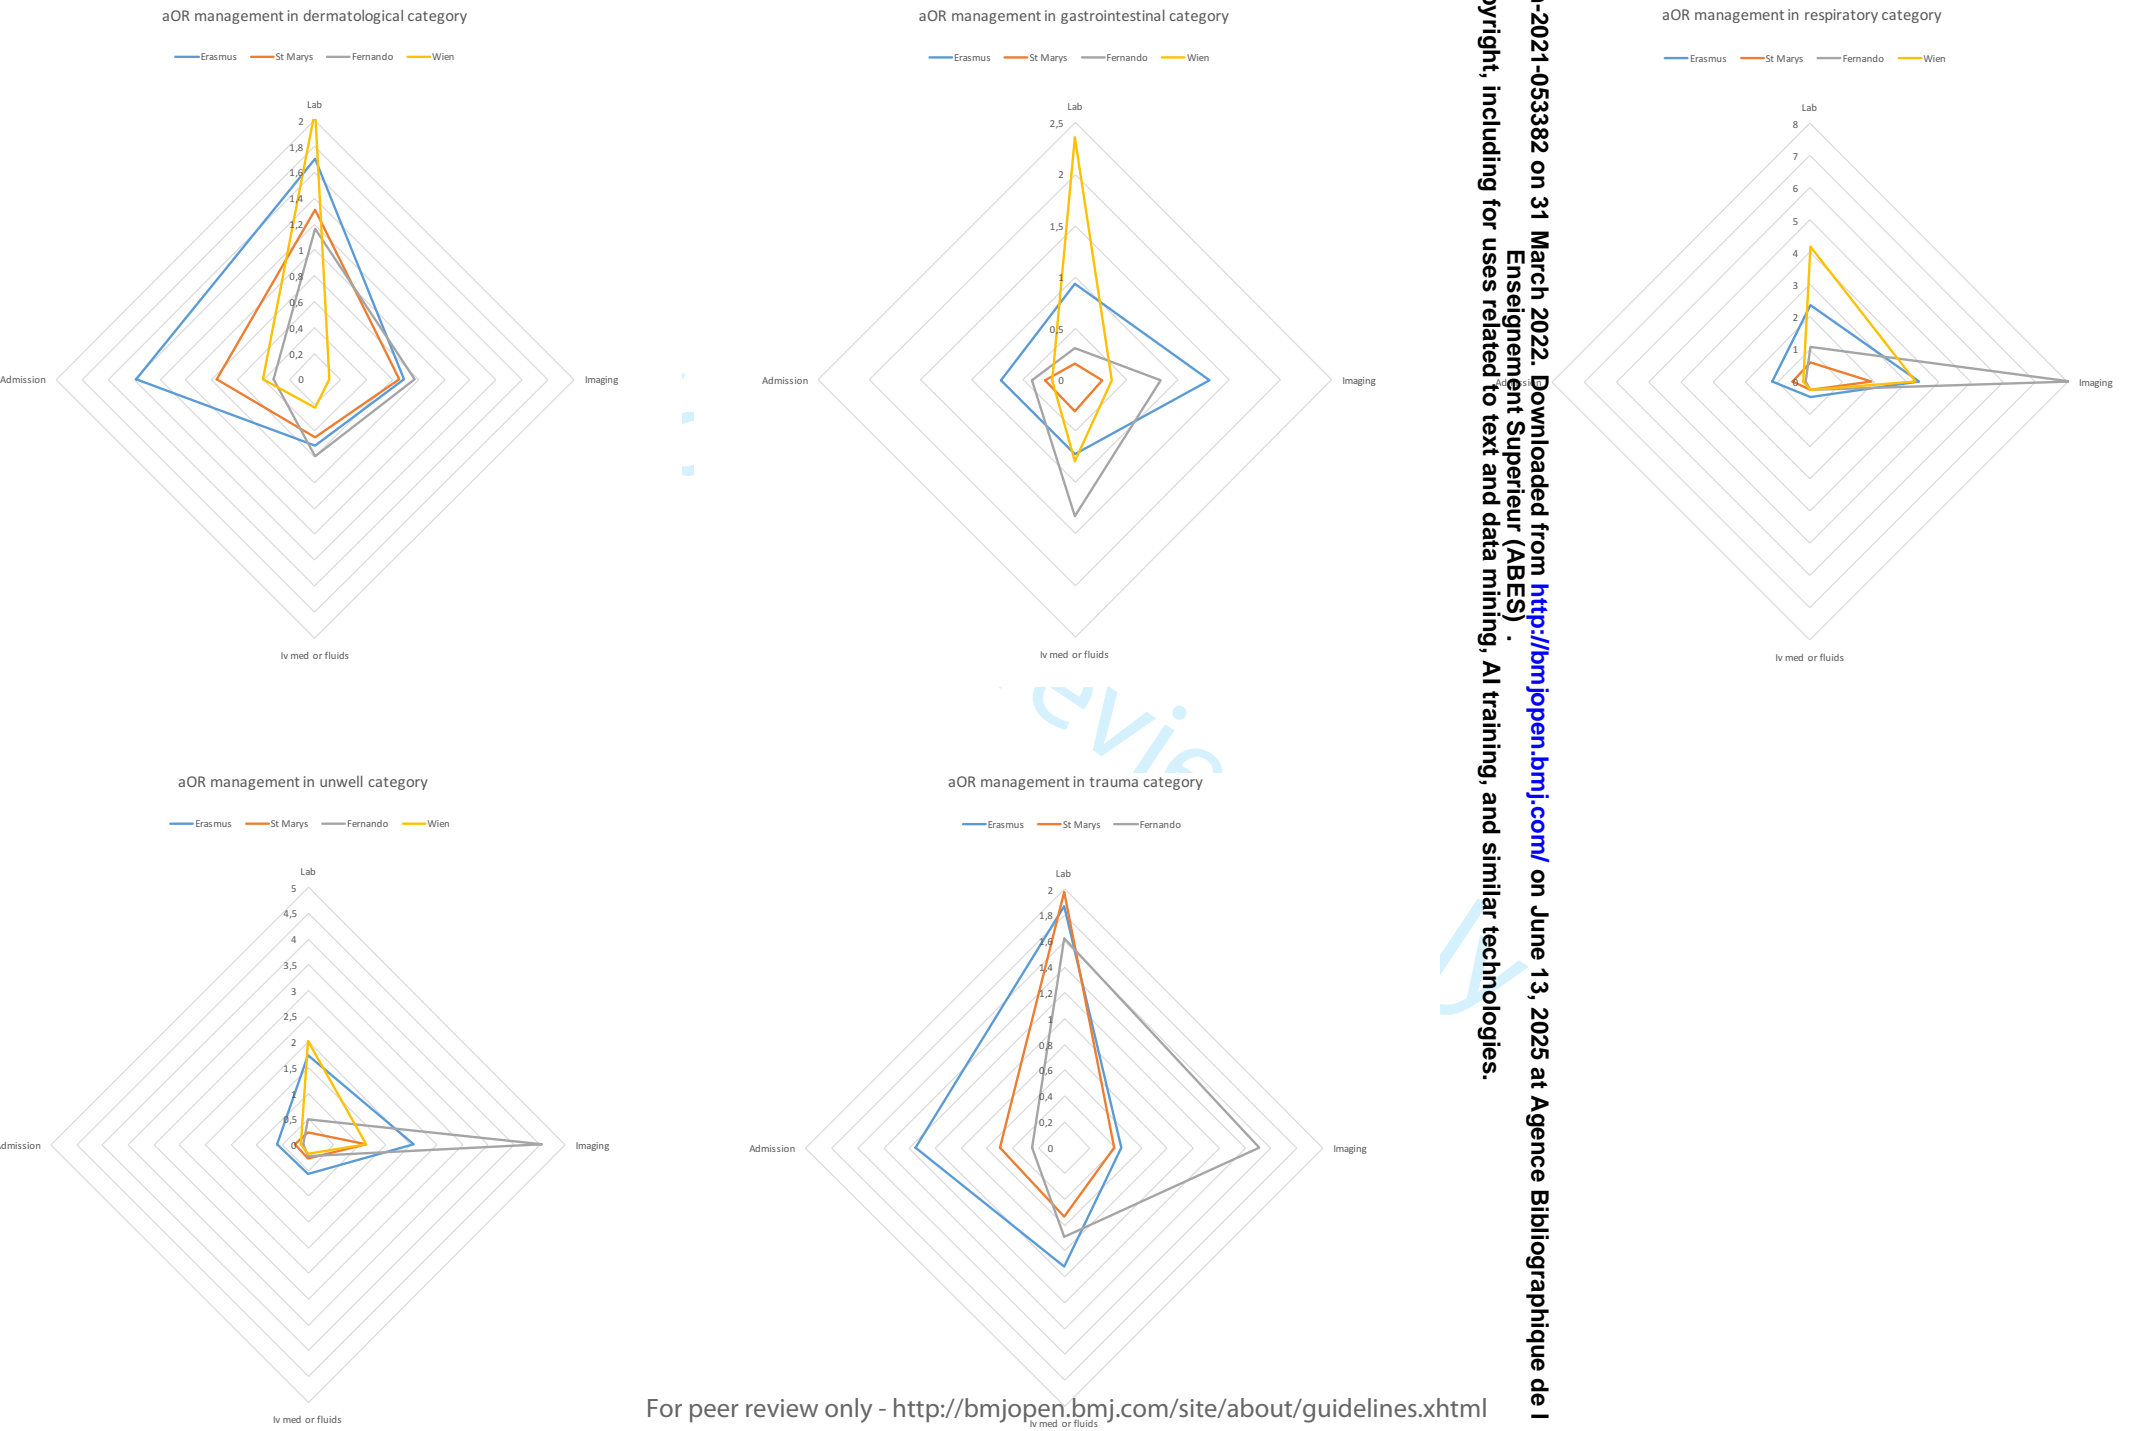 aOR management in dermatological category
Erasmus St Marys Fernando Wien
Lab
2
1,8
1,6
1,4
1,2
1
0,8
0,6
0,4
0,2
0
Admission
Imaging
Iv med or fluids
aOR management in gastrointestinal category
Erasmus St Marys Fernando Wien
Lab
2,5
2
1,5
1
0,5
0
Admission
Imaging
Iv med or fluids
aOR management in respiratory category
Erasmus St Marys Fernando Wien
Lab
8
7
6
5
4
3
2
1
0
Admission
Imaging
Iv med or fluids
aOR management in unwell category
Erasmus St Marys Fernando Wien
Lab
5
4,5
4
3,5
3
2,5
2
1,5
1
0,5
0
dmission
Imaging
Iv med or fluids
aOR management in trauma category
Erasmus St Marys Fernando
Lab
2
1,8
1,6
1,4
1,2
1
0,8
0,6
0,4
0,2
0
Admission
Imaging
Iv med or fluids
-2021-053382 on 31 March 2022. Downloaded from http://bmjopen.bmj.com/ on June 13, 2025 at Agence Bibliographique de l
Enseignement Superieur (ABES) .
pyright, including for uses related to text and data mining, AI training, and similar technologies.
evie
ly
For peer review only - http://bmjopen.bmj.com/site/about/guidelines.xhtml